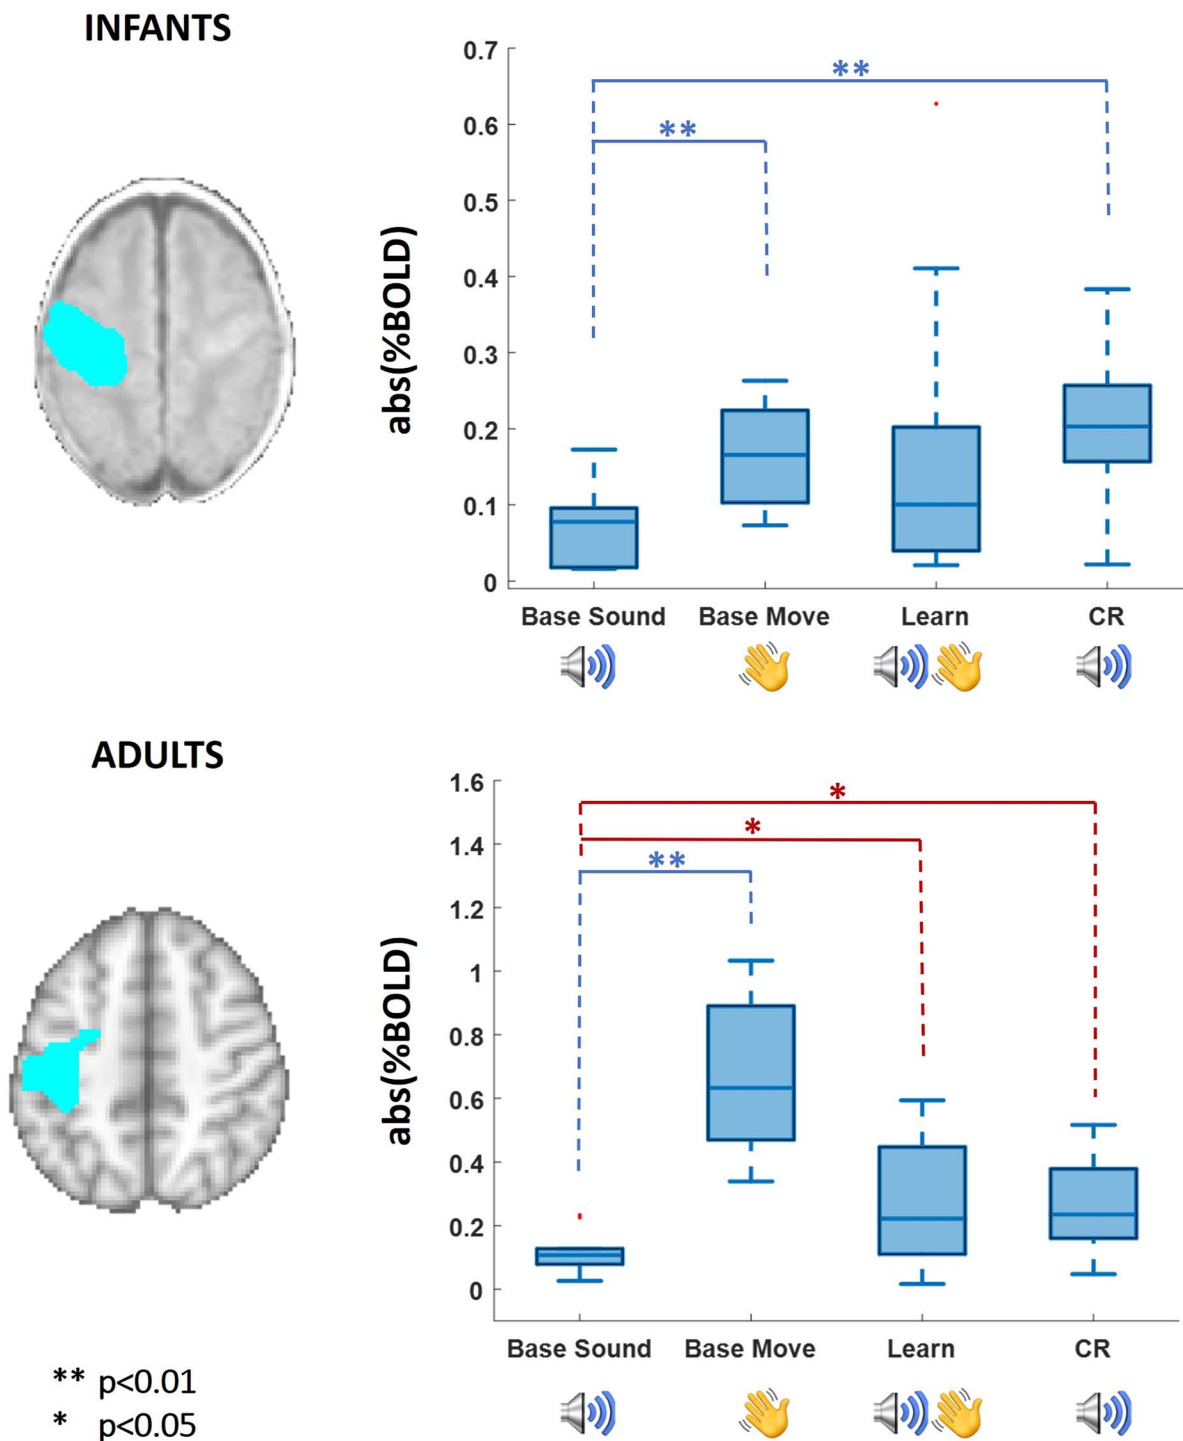 INFANTS
abs(%BOLD)
0.7
0.6
0.5
0.4
0.3
0.2
0.1
0
**
**
Base Sound Base Move Learn CR
ADULTS
abs(%BOLD)
1.6
1.4
1.2
1
0.8
0.6
0.4
0.2
0
*
*
**
Base Sound Base Move Learn CR
** p<0.01
* p<0.05